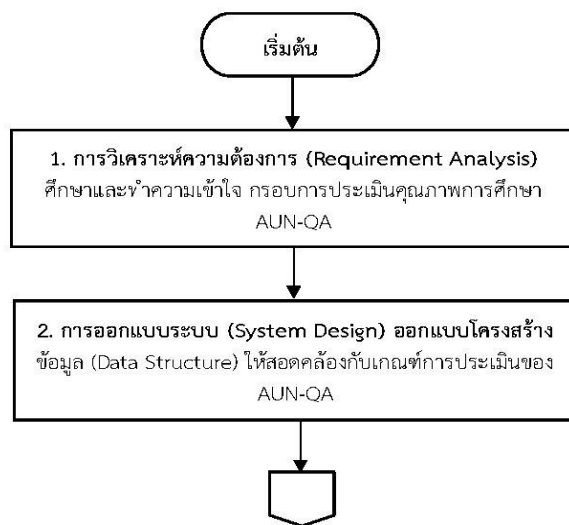 เริ่มต้น
1. การวิเคราะห์ความต้องการ (Requirement Analysis)
ศึกษาและทำความเข้าใจ กรอบการประเมินคุณภาพการศึกษา
AUN-QA
2. การออกแบบระบบ (System Design) ออกแบบโครงสร้าง
ข้อมูล (Data Structure) ให้สอดคล้องกับเกณฑ์การประเมินของ
AUN-QA